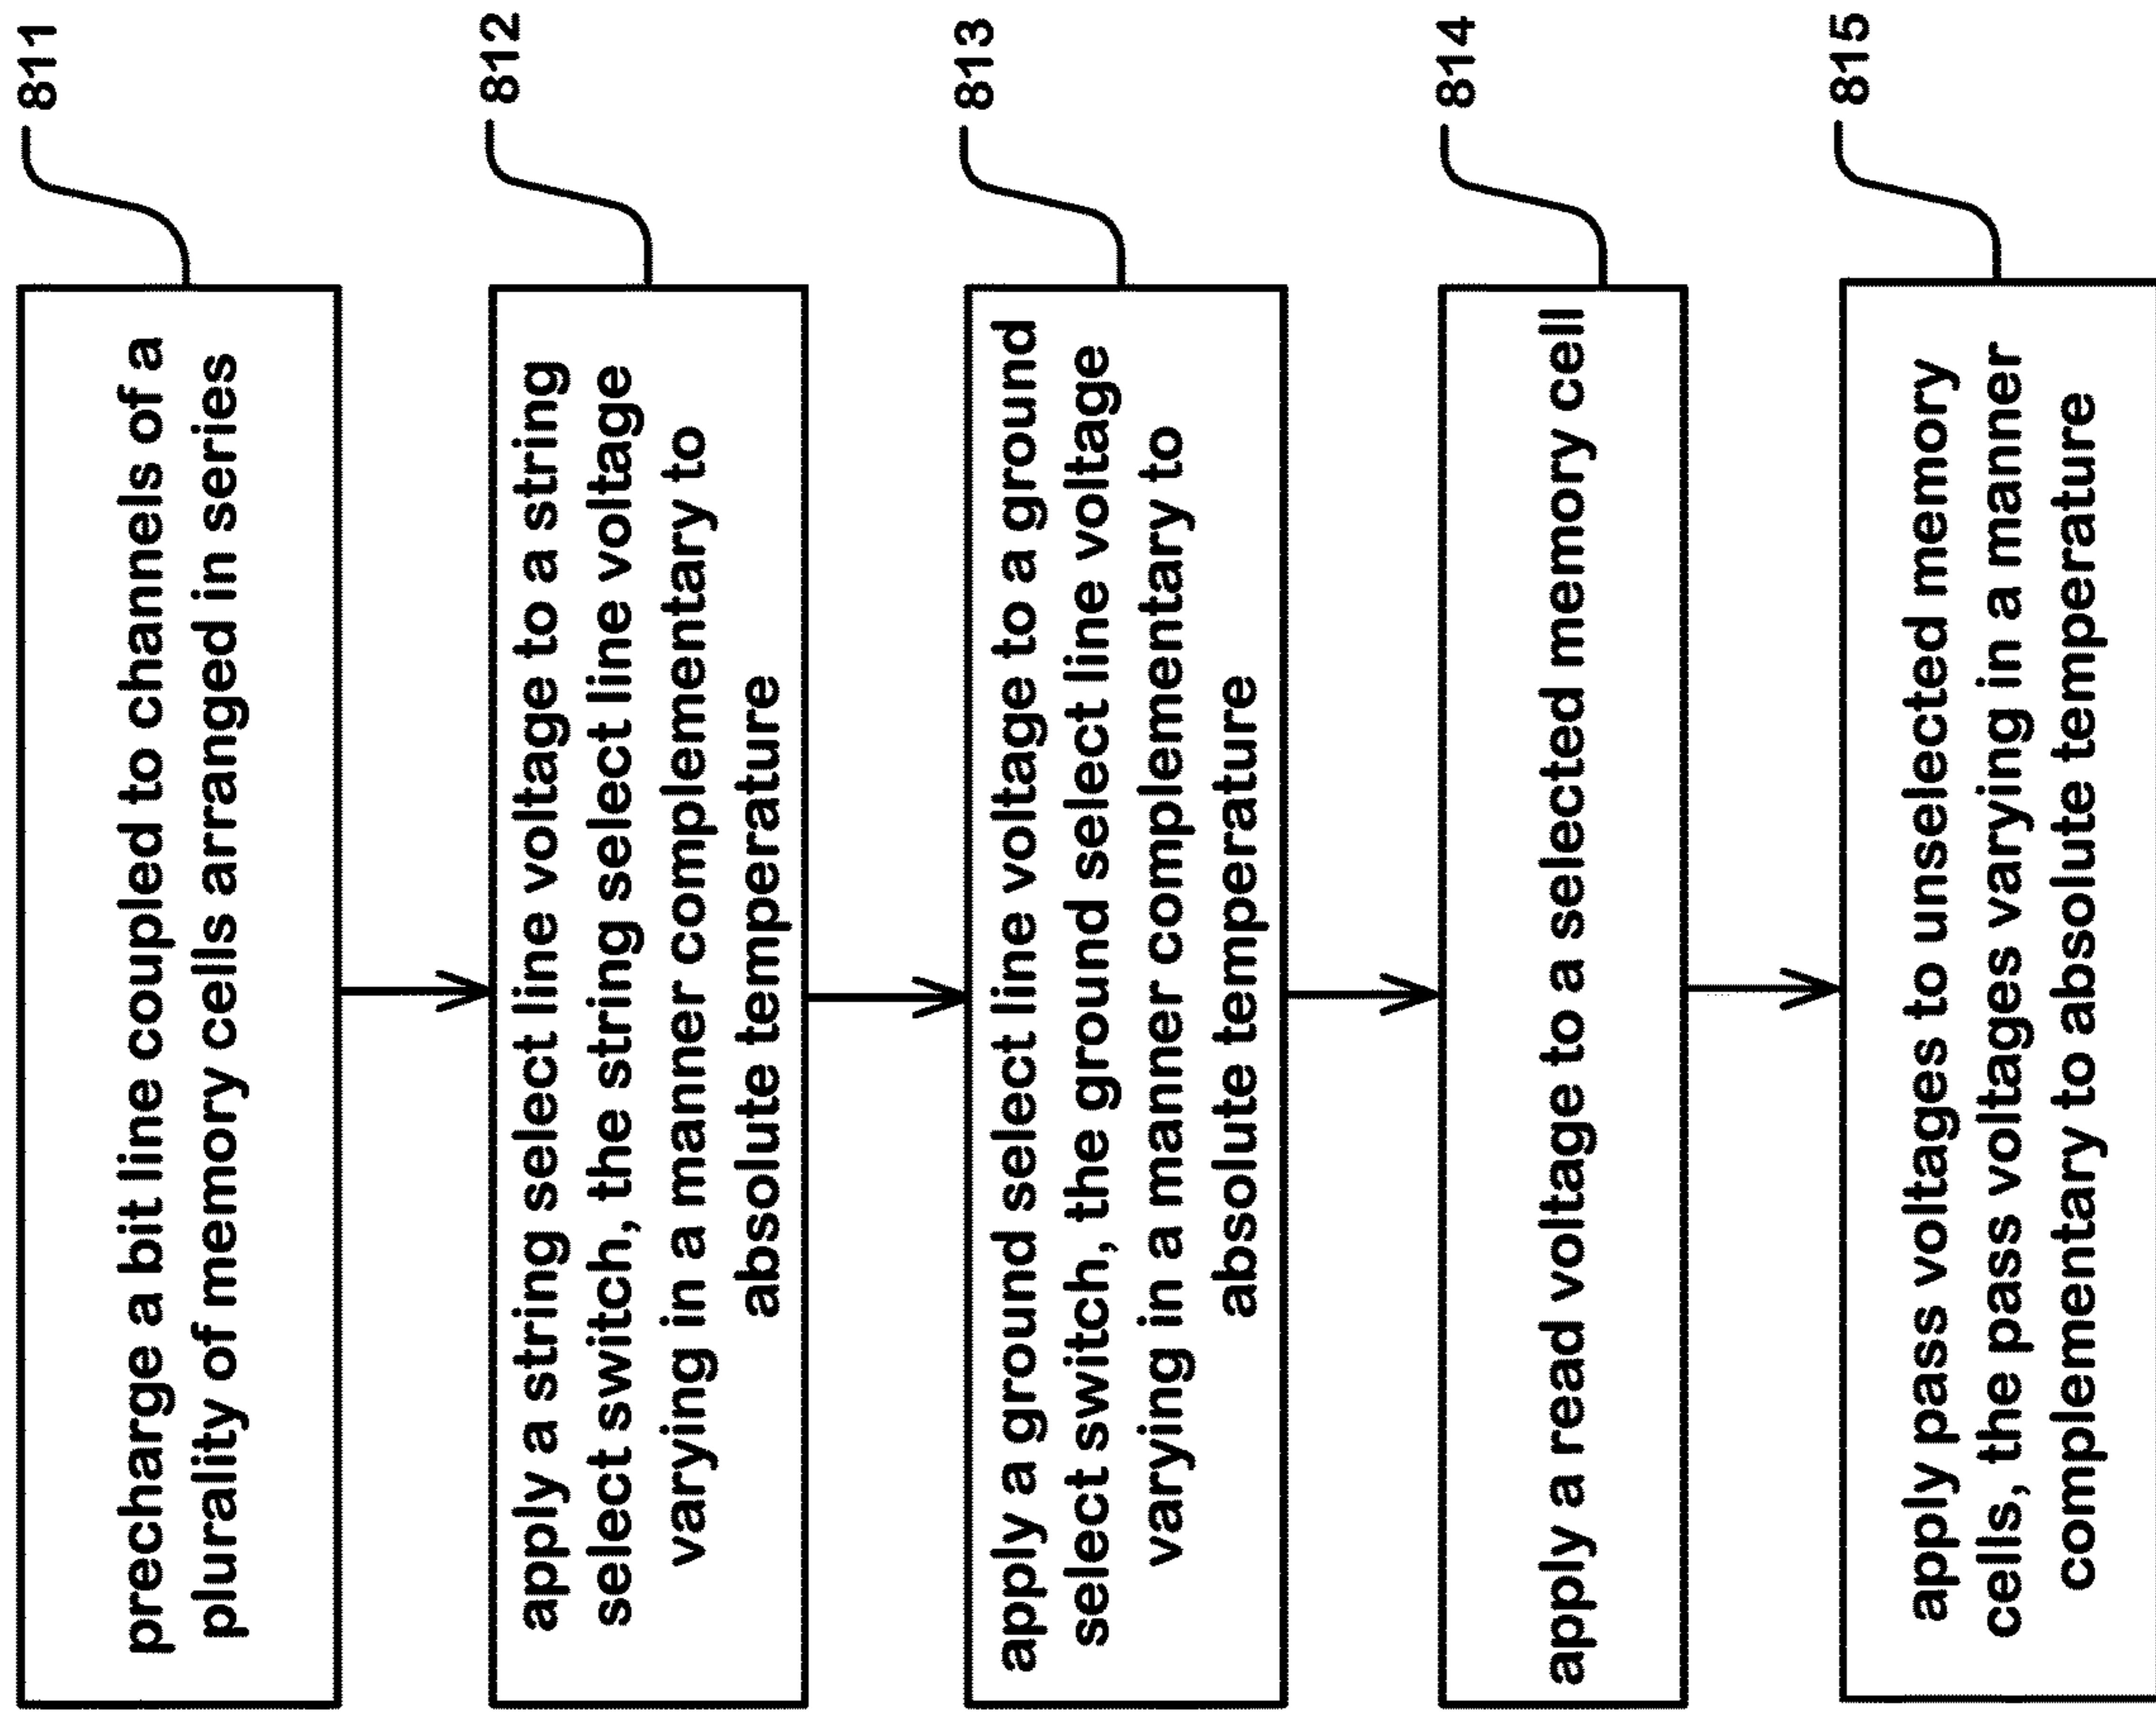 precharge a bit line coupled to channels of a
plurality of memory cells arranged in series
811
apply a string select line voltage to a string
select switch, the string select line voltage
varying in a manner complementary to
absolute temperature
812
apply a ground select line voltage to a ground
select switch, the ground select line voltage
varying in a manner complementary to
absolute temperature
813
apply a read voltage to a selected memory cell
814
apply pass voltages to unselected memory
cells, the pass voltages varying in a manner
complementary to absolute temperature
815